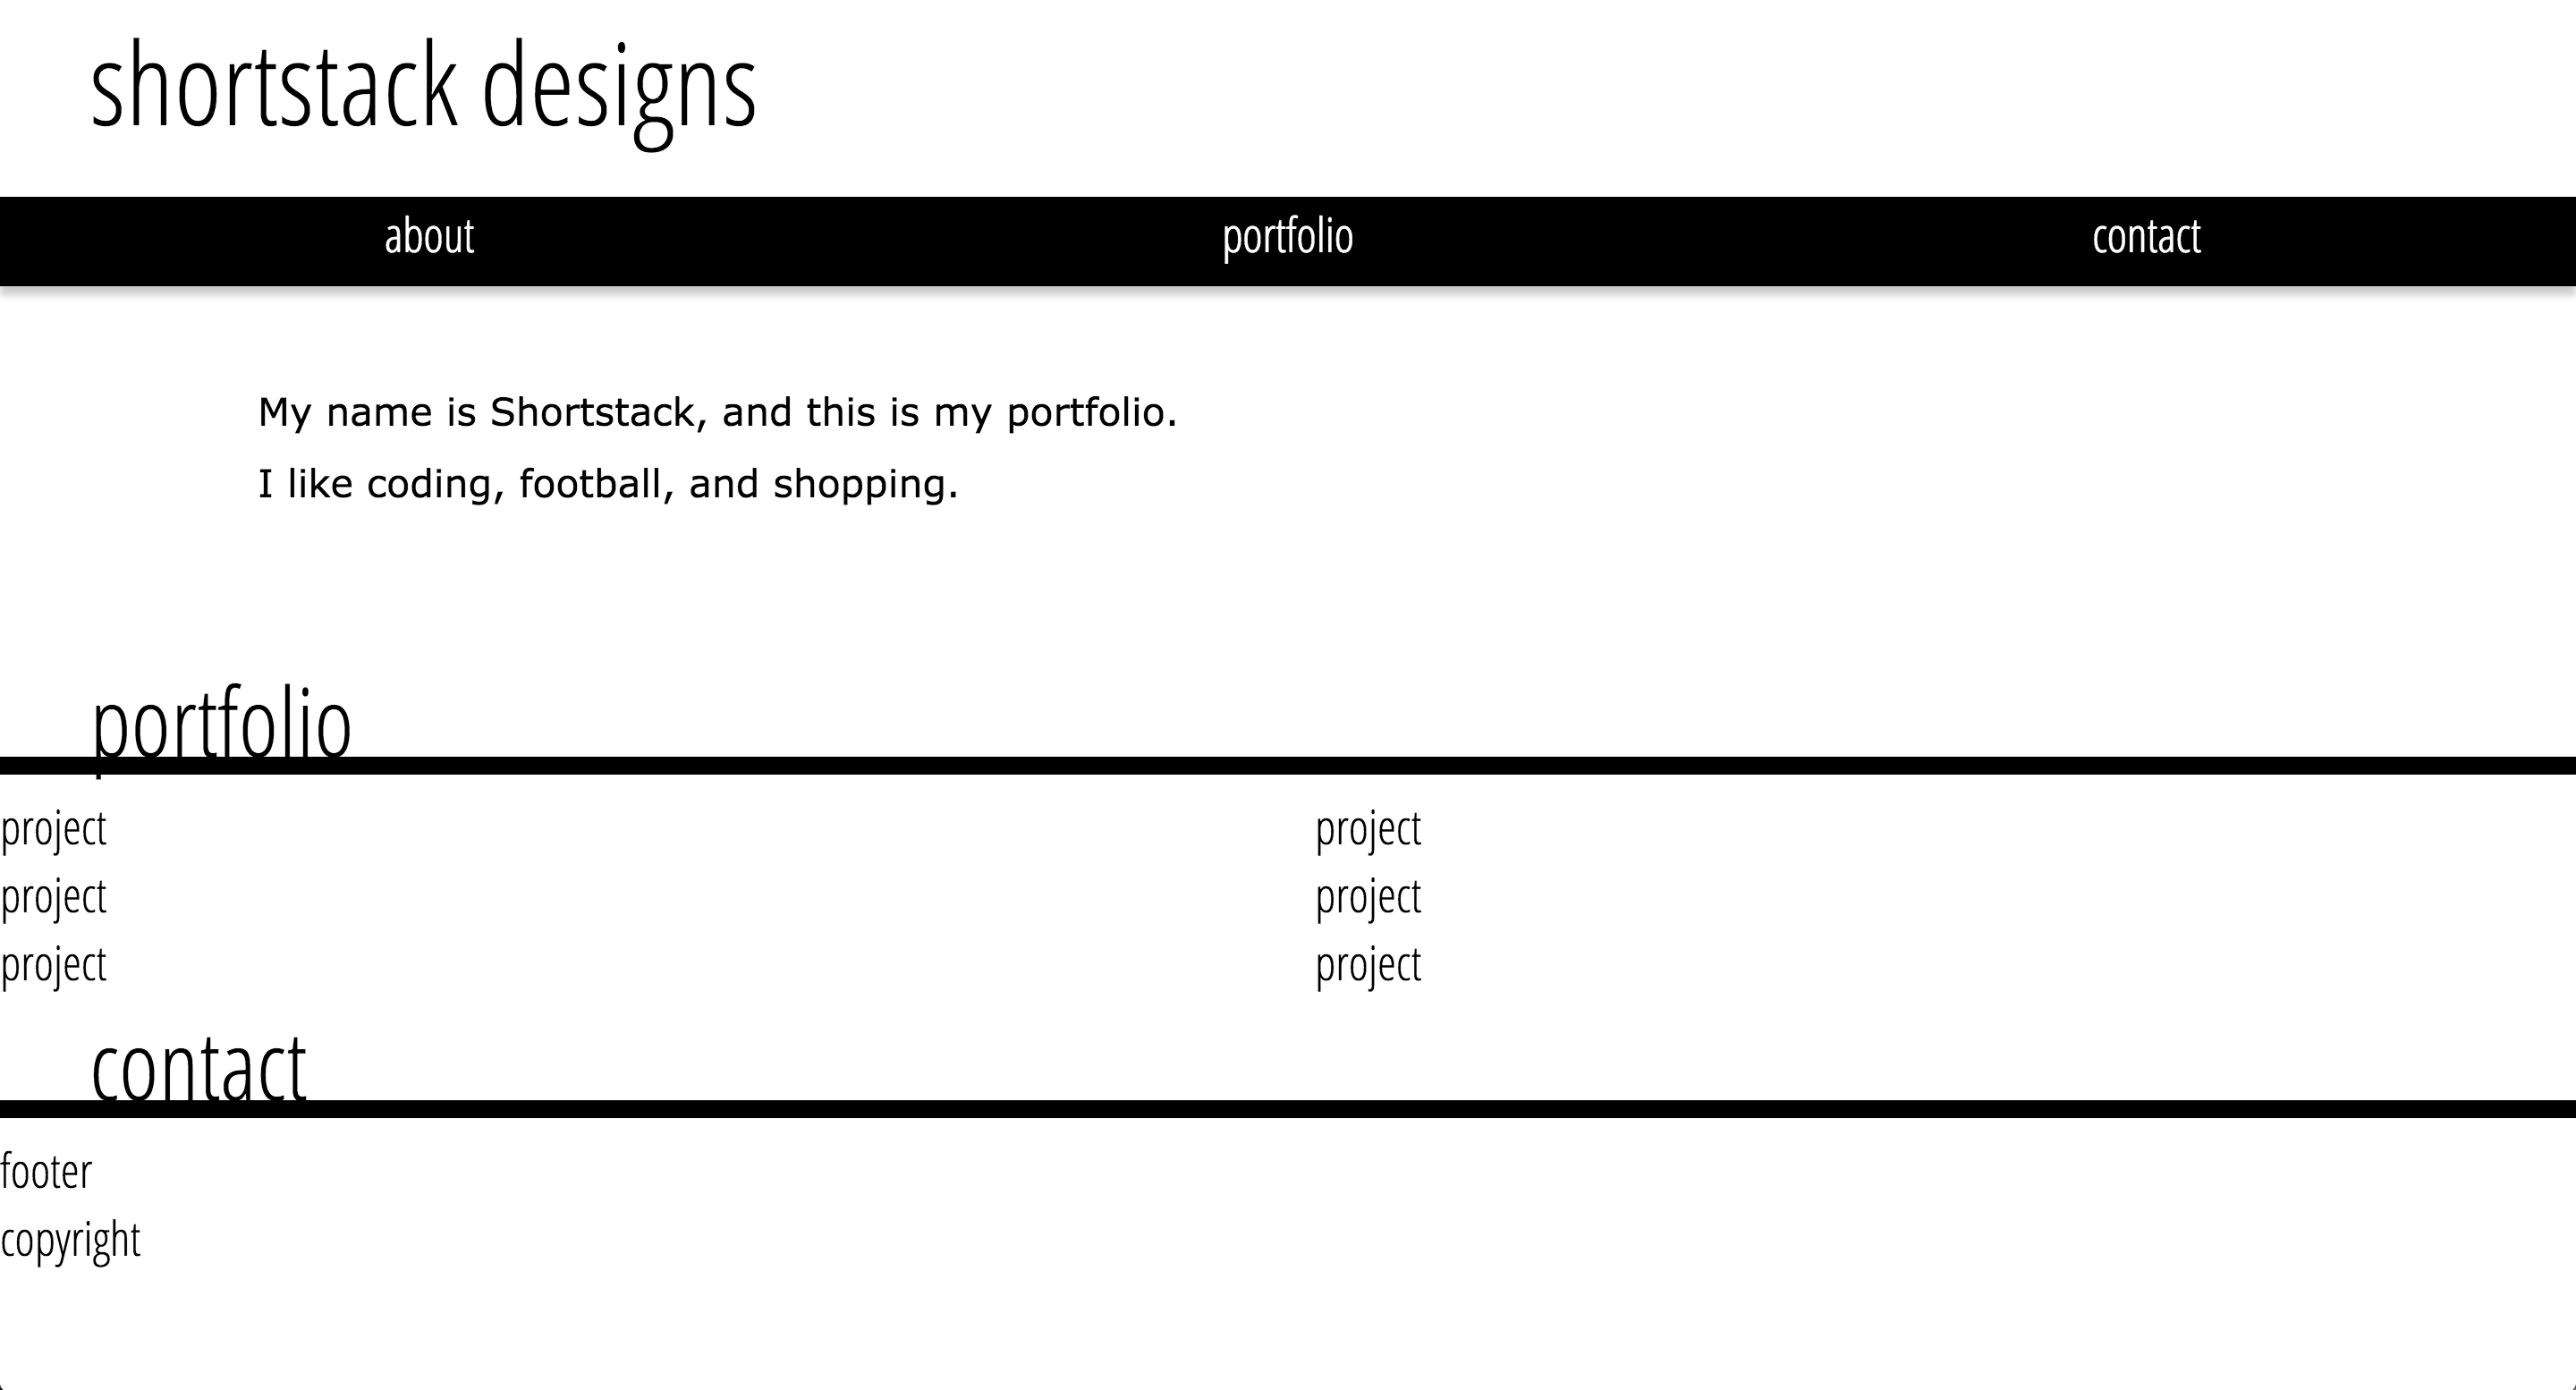 shortstack designs
about portfolio contact
My name is Shortstack, and this is my portfolio.
I like coding, football, and shopping.
portfolio
project project
project project
project project
contact
footer
copyright